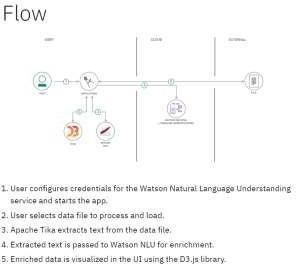 Flow
USER
CLOUD
EXTERNAL
1. User configures credentials for the Watson Natural Language Understanding
service and starts the app.
2. User selects data file to process and load.
3. Apache Tika extracts text from the data file.
4. Extracted text is passed to Watson NLU for enrichment.
5. Enriched data is visualized in the UI using the D3.js library.